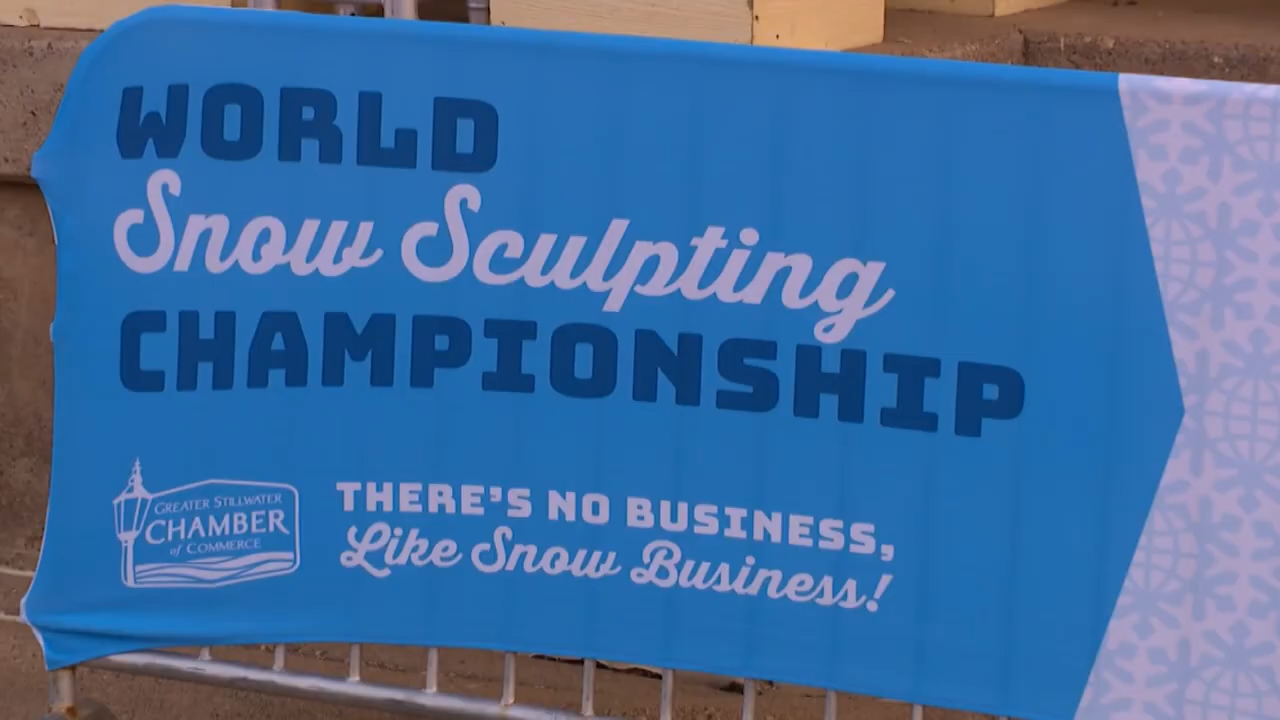 WORLD
Snow Sculpting
CHAMPIONSHIP
GREATER STILLWATER
CHAMBER
of COMMERCE
THERE'S NO BUSINESS,
Like Snow Business!